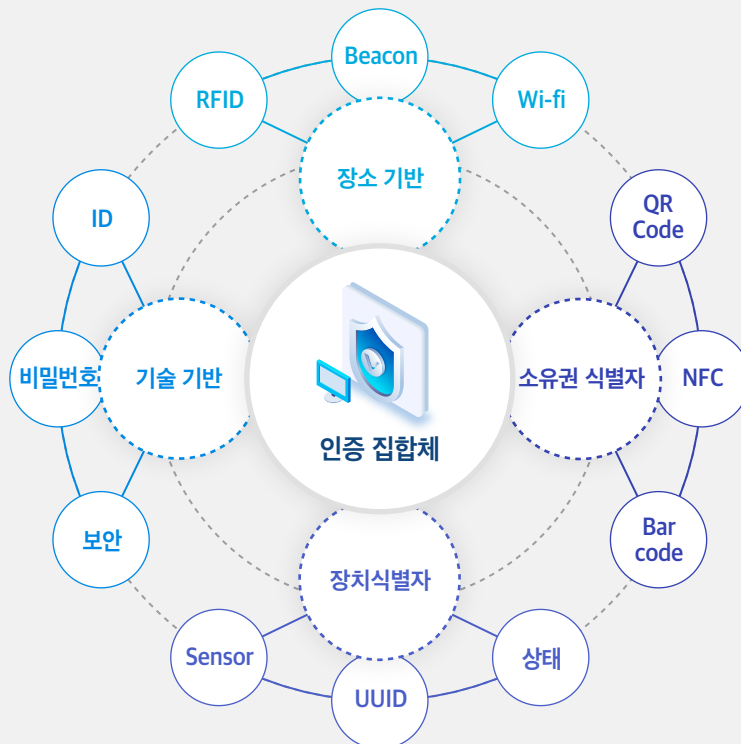 Beacon
RFID
Wi-fi
장소 기반
ID
QR
Code
비밀번호
기술 기반
소유권 식별자
NFC
인증 집합체
보안
Bar
code
장치식별자
Sensor
상태
UUID